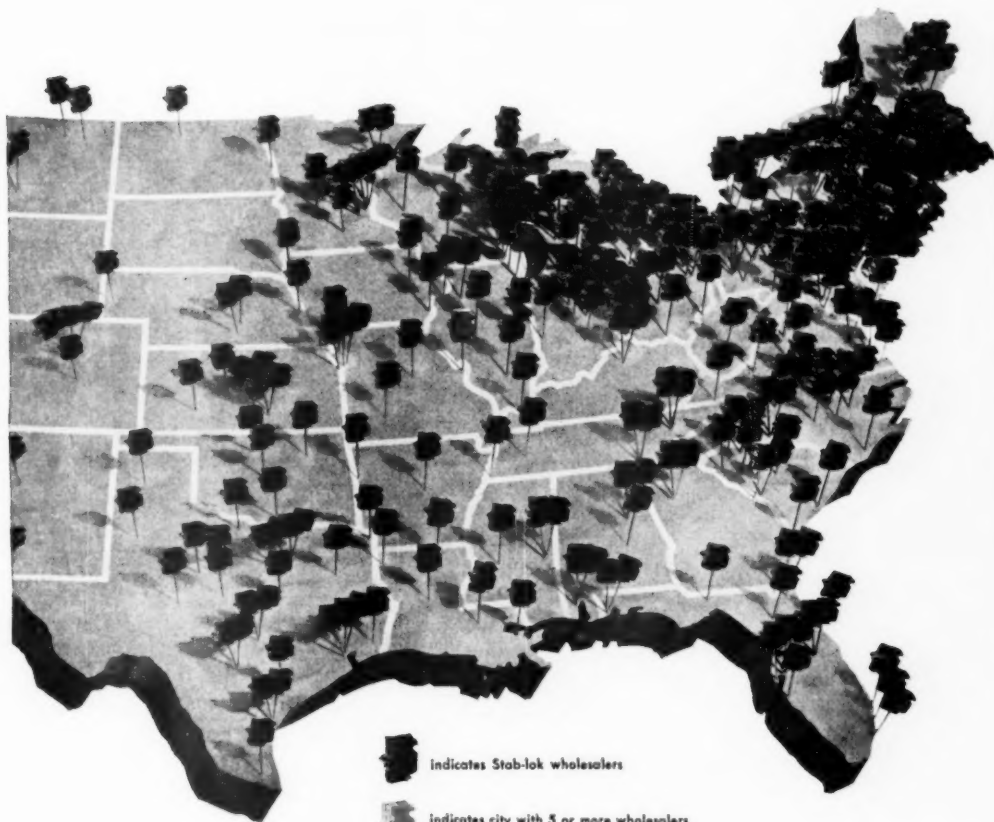 indicates Stab-lok wholesalers
indicates city with 5 or more wholesalers